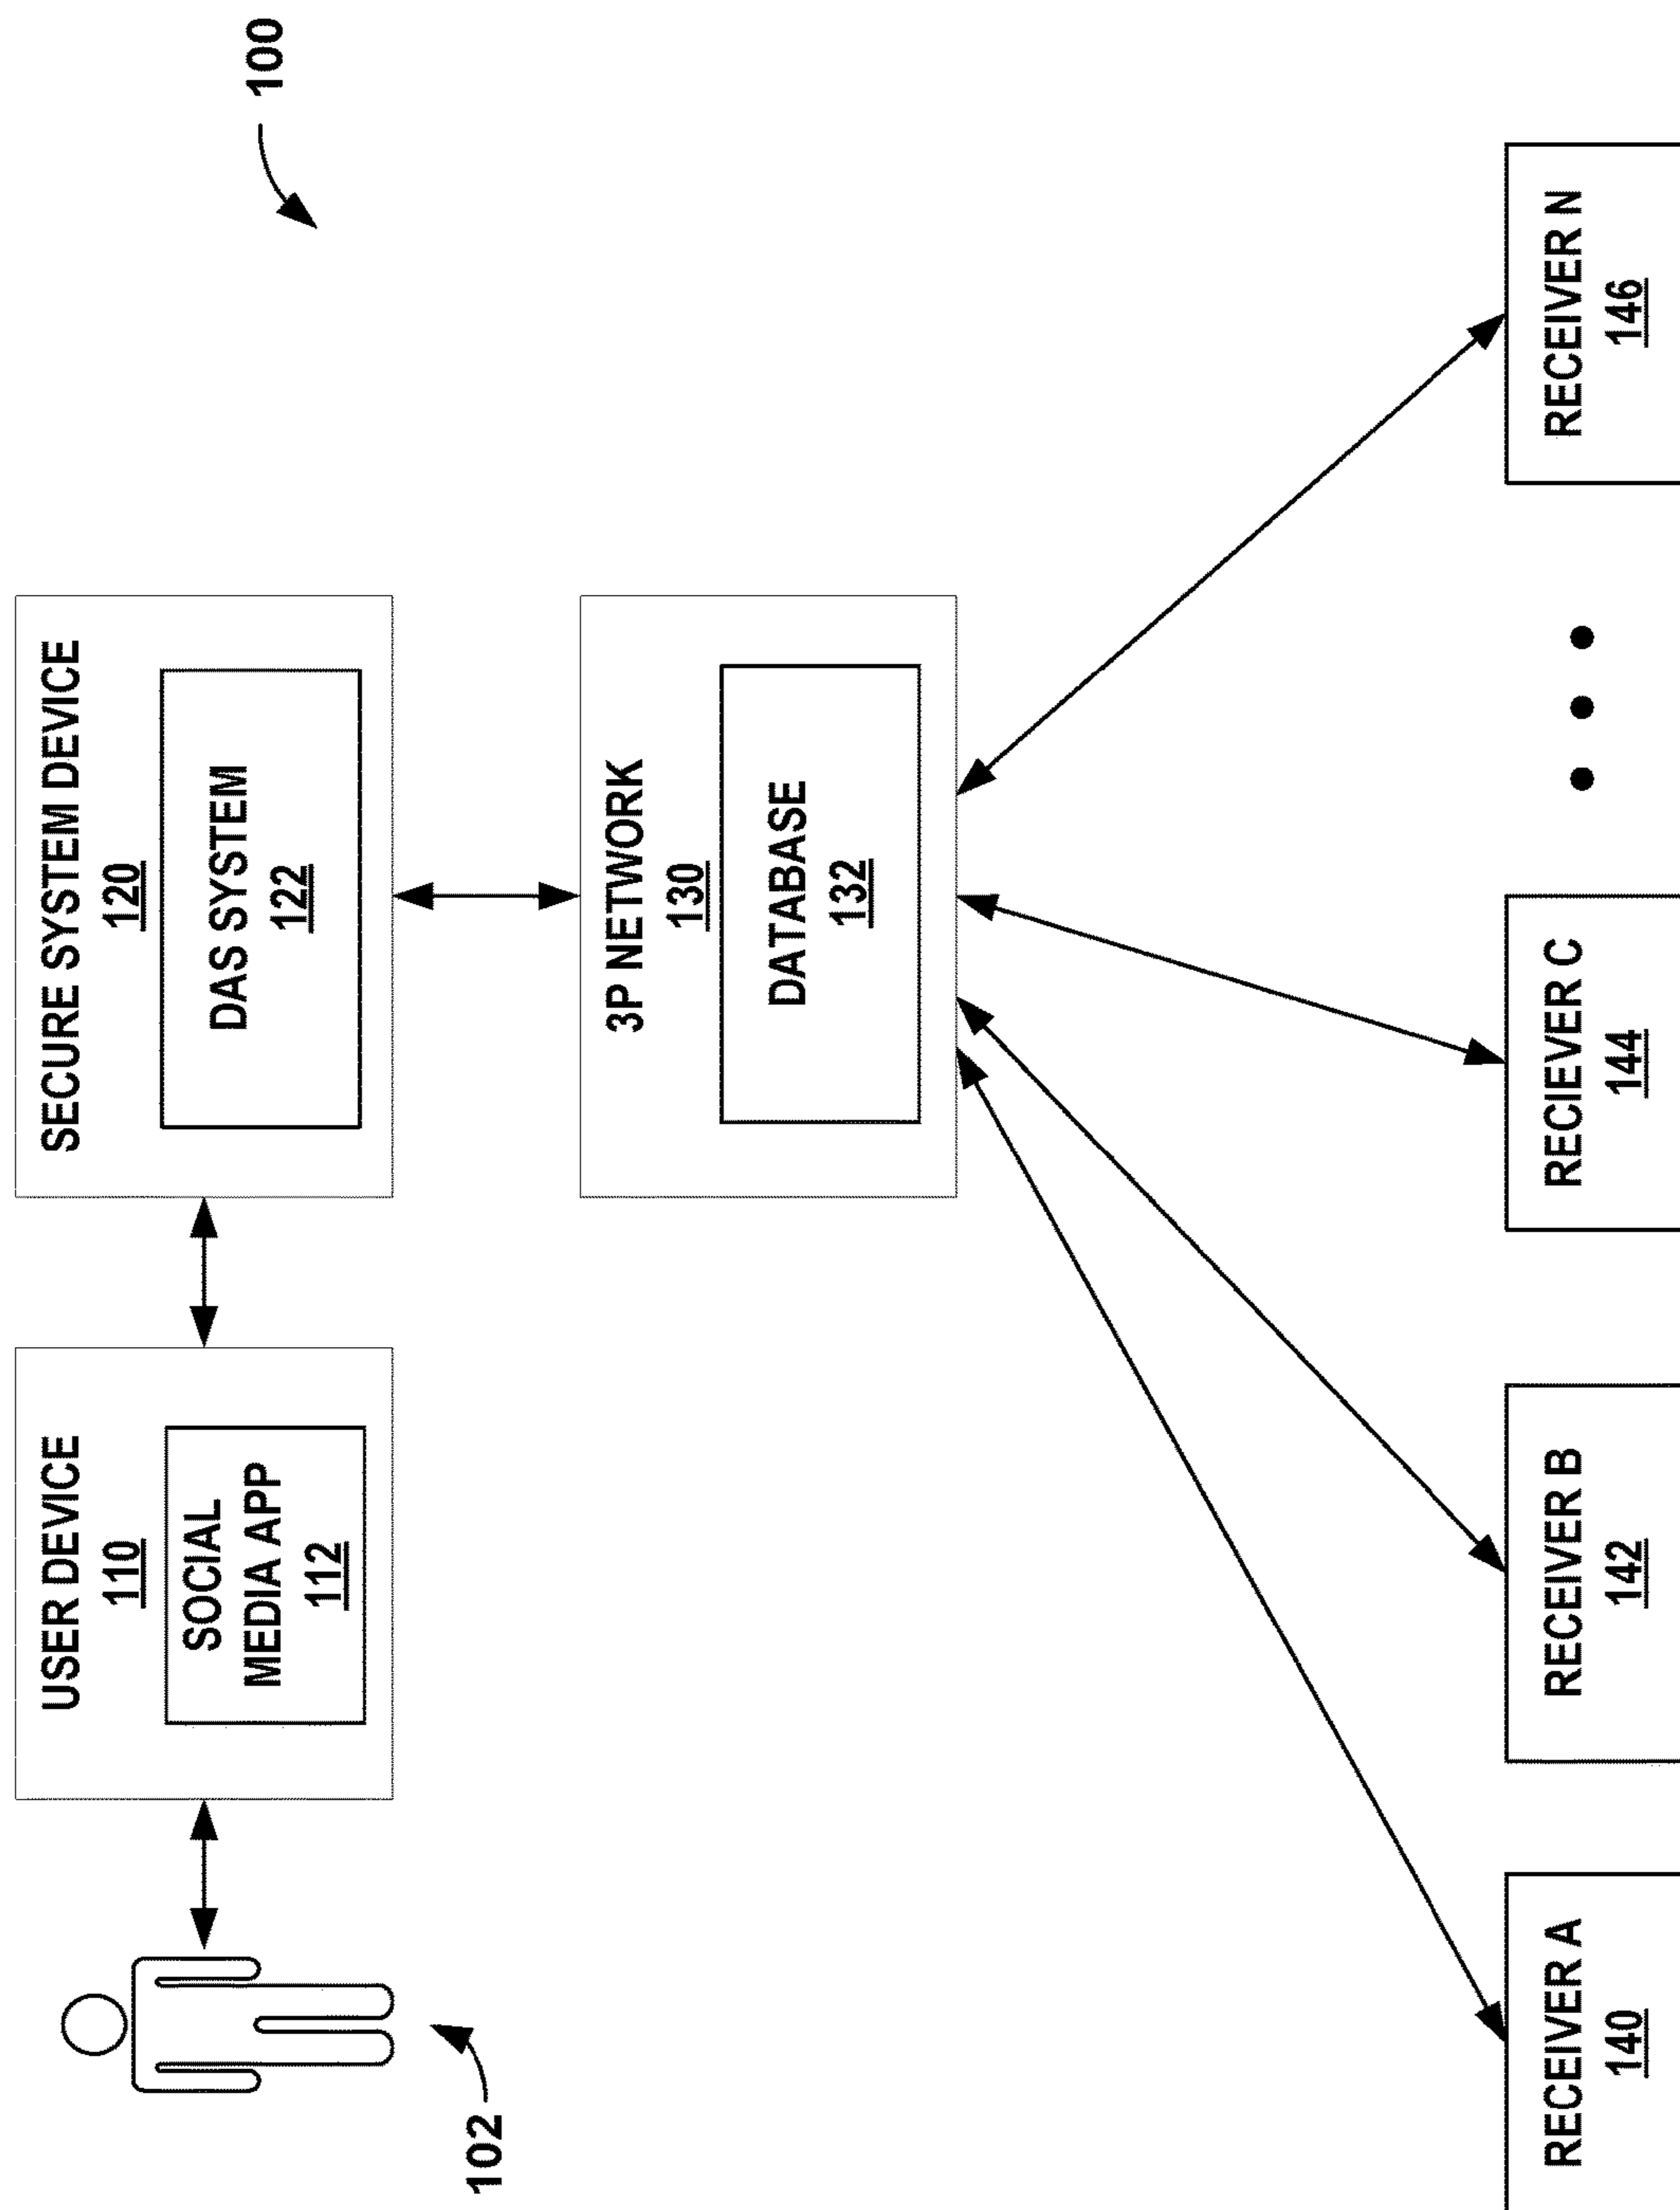 100
102
USER DEVICE
110
SOCIAL
MEDIA APP
112
SECURE SYSTEM DEVICE
120
DAS SYSTEM
122
3P NETWORK
130
DATABASE
132
RECEIVER A
140
RECEIVER B
142
RECIEVER C
144
RECEIVER N
146